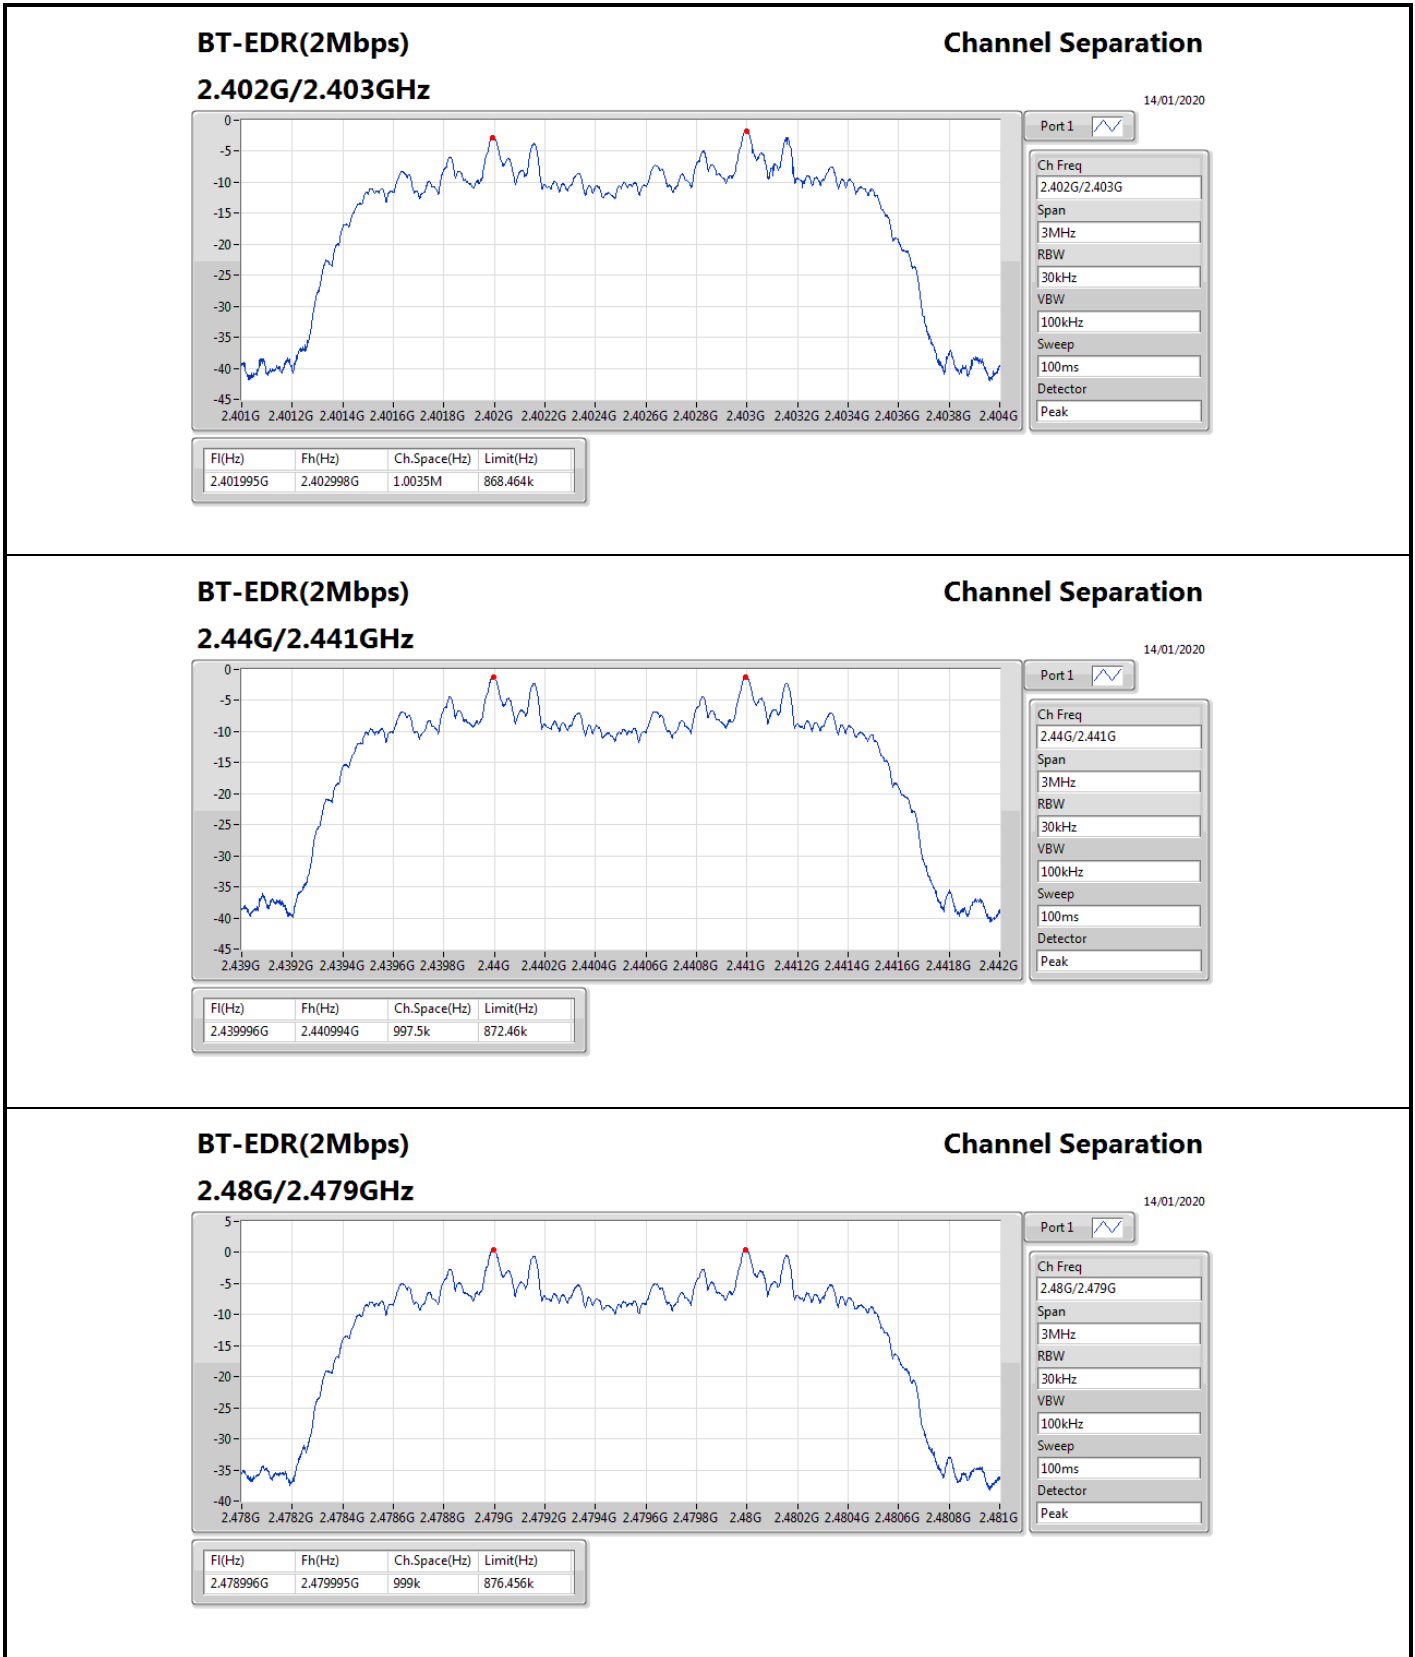 BT-EDR(2Mbps) Channel Separation
2.402G/2.403GHz
14/01/2020
Port 1
0
-5
-10
-15
-20
-25
-30
-35
-40
-45
2.401G 2.4012G 2.4014G 2.4016G 2.4018G 2.402G 2.4022G 2.4024G 2.4026G 2.4028G 2.403G 2.4032G 2.4034G 2.4036G 2.4038G 2.404G
Ch Freq
2.402G/2.403G
Span
3MHz
RBW
30kHz
VBW
100kHz
Sweep
100ms
Detector
Peak
Fl(Hz) Fh(Hz) Ch.Space(Hz) Limit(Hz)
2.401995G 2.402998G 1.0035M 868.464k
BT-EDR(2Mbps) Channel Separation
2.44G/2.441GHz
14/01/2020
Port 1
0
-5
-10
-15
-20
-25
-30
-35
-40
-45
2.439G 2.4392G 2.4394G 2.4396G 2.4398G 2.44G 2.4402G 2.4404G 2.4406G 2.4408G 2.441G 2.4412G 2.4414G 2.4416G 2.4418G 2.442G
Ch Freq
2.44G/2.441G
Span
3MHz
RBW
30kHz
VBW
100kHz
Sweep
100ms
Detector
Peak
Fl(Hz) Fh(Hz) Ch.Space(Hz) Limit(Hz)
2.439996G 2.440994G 997.5k 872.46k
BT-EDR(2Mbps) Channel Separation
2.48G/2.479GHz
14/01/2020
Port 1
5
0
-5
-10
-15
-20
-25
-30
-35
-40
2.478G 2.4782G 2.4784G 2.4786G 2.4788G 2.479G 2.4792G 2.4794G 2.4796G 2.4798G 2.48G 2.4802G 2.4804G 2.4806G 2.4808G 2.481G
Ch Freq
2.48G/2.479G
Span
3MHz
RBW
30kHz
VBW
100kHz
Sweep
100ms
Detector
Peak
Fl(Hz) Fh(Hz) Ch.Space(Hz) Limit(Hz)
2.478996G 2.479995G 999k 876.456k